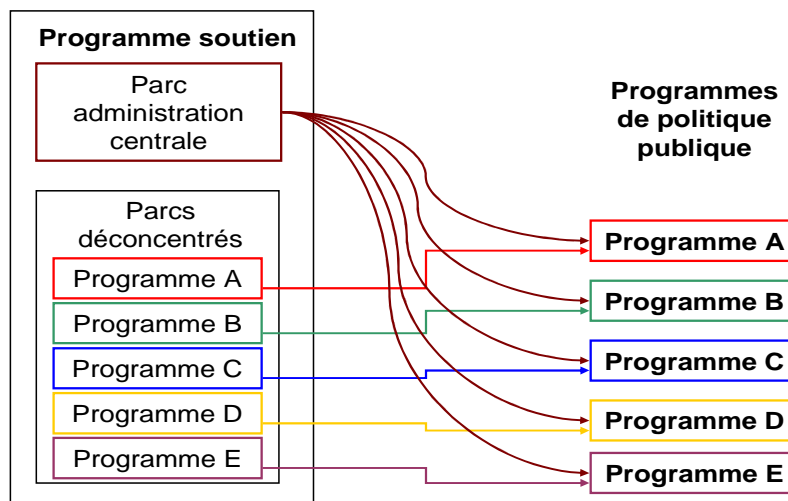 Programme soutien
Parc
administration
centrale
Parcs
déconcentrés
Programme A
Programme B
Programme C
Programme D
Programme E
Programmes
de politique
publique
Programme A
Programme B
Programme C
Programme D
Programme E